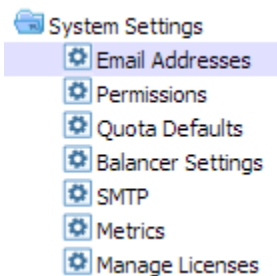 System Settings
Email Addresses
Permissions
Quota Defaults
Balancer Settings
SMTP
Metrics
Manage Licenses